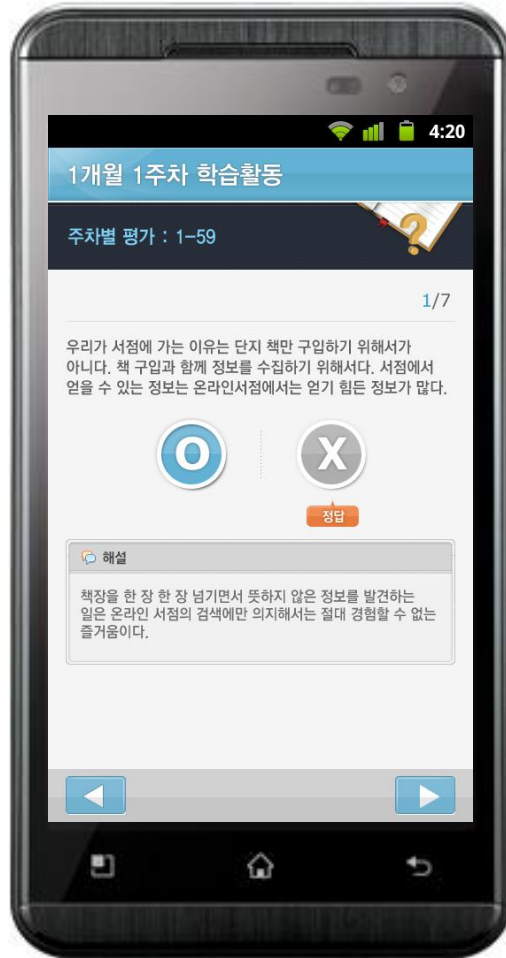 4:20
1개월 1주차 학습활동
주차별 평가 : 1-59
1/7
우리가 서점에 가는 이유는 단지 책만 구입하기 위해서가
아니다. 책 구입과 함께 정보를 수집하기 위해서다. 서점에서
얻을 수 있는 정보는 온라인서점에서는 얻기 힘든 정보가 많다.
O X
정답
해설
책장을 한 장 한 장 넘기면서 뜻하지 않은 정보를 발견하는
일은 온라인 서점의 검색에만 의지해서는 절대 경험할 수 없는
즐거움이다.